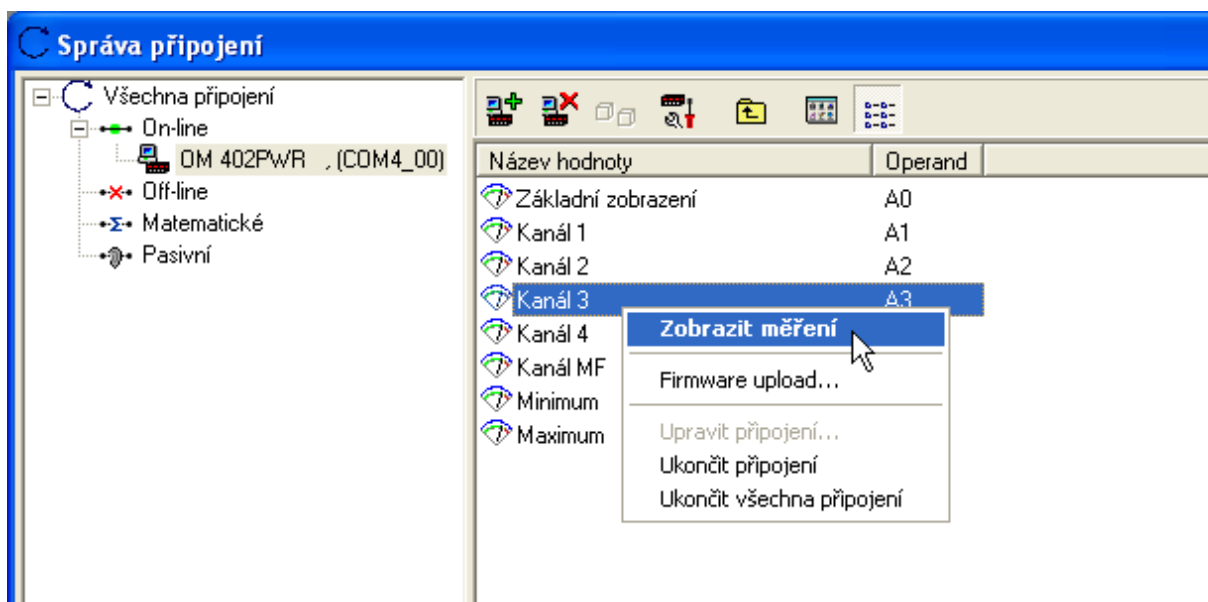 Správa připojení
Všechna připojení
On-line
OM 402PWR , (COM4_00)
Off-line
Matematické
Pasivní
Název hodnoty Operand
Základní zobrazení A0
Kanál 1 A1
Kanál 2 A2
Kanál 3 A3
Kanál 4
Kanál MF
Minimum
Maximum
Zobrazit měření
Firmware upload...
Upravit připojení...
Ukončit připojení
Ukončit všechna připojení